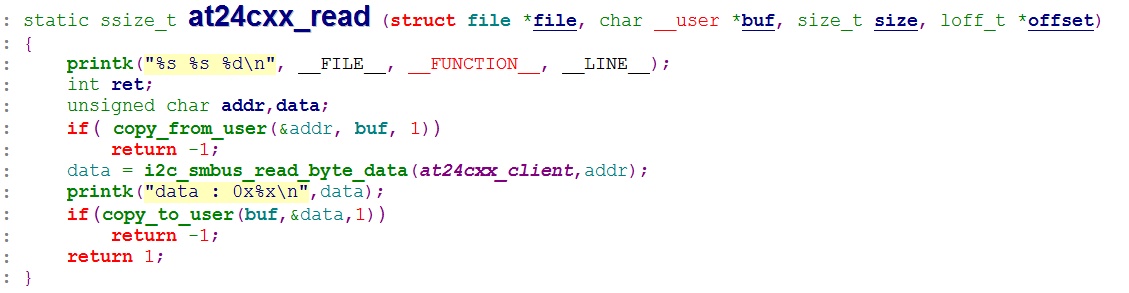 : static ssize_t at24cxx_read (struct file *file, char __user *buf, size_t size, loff_t *offset)
: {
:     printk("%s %s %d\n", __FILE__, __FUNCTION__, __LINE__);
:     int ret;
:     unsigned char addr,data;
:     if( copy_from_user(&addr, buf, 1))
:         return -1;
:     data = i2c_smbus_read_byte_data(at24cxx_client,addr);
:     printk("data : 0x%x\n",data);
:     if(copy_to_user(buf,&data,1))
:         return -1;
:     return 1;
: }